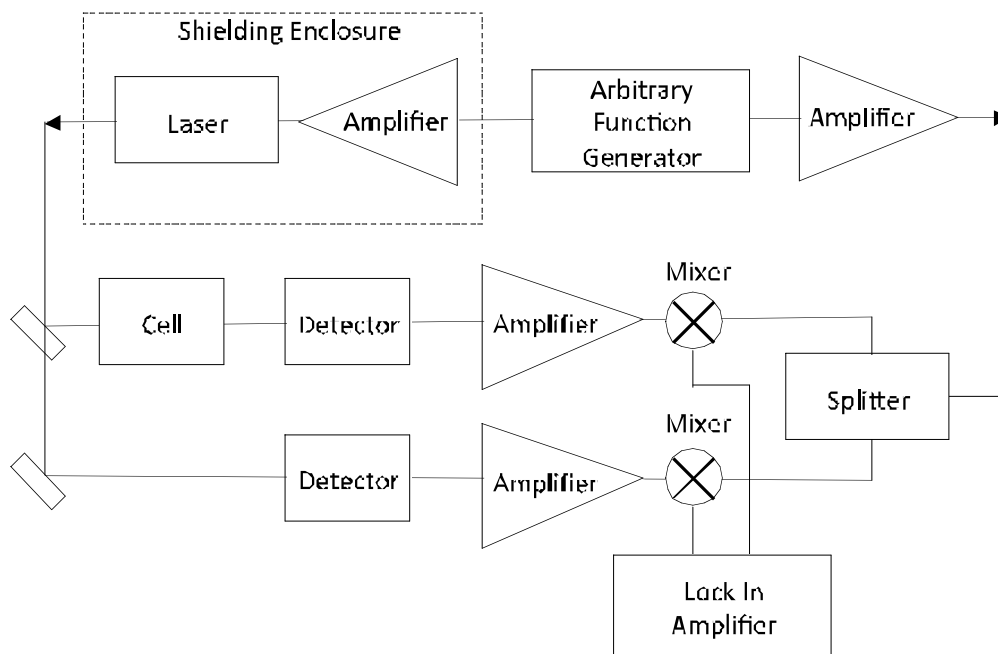 Shielding Enclosure
Laser
Amplifier
Arbitrary
Function
Generator
Amplifier
Mixer
Cell
Detector
Amplifier
Splitter
Mixer
Detector
Amplifier
Lock In
Amplifier